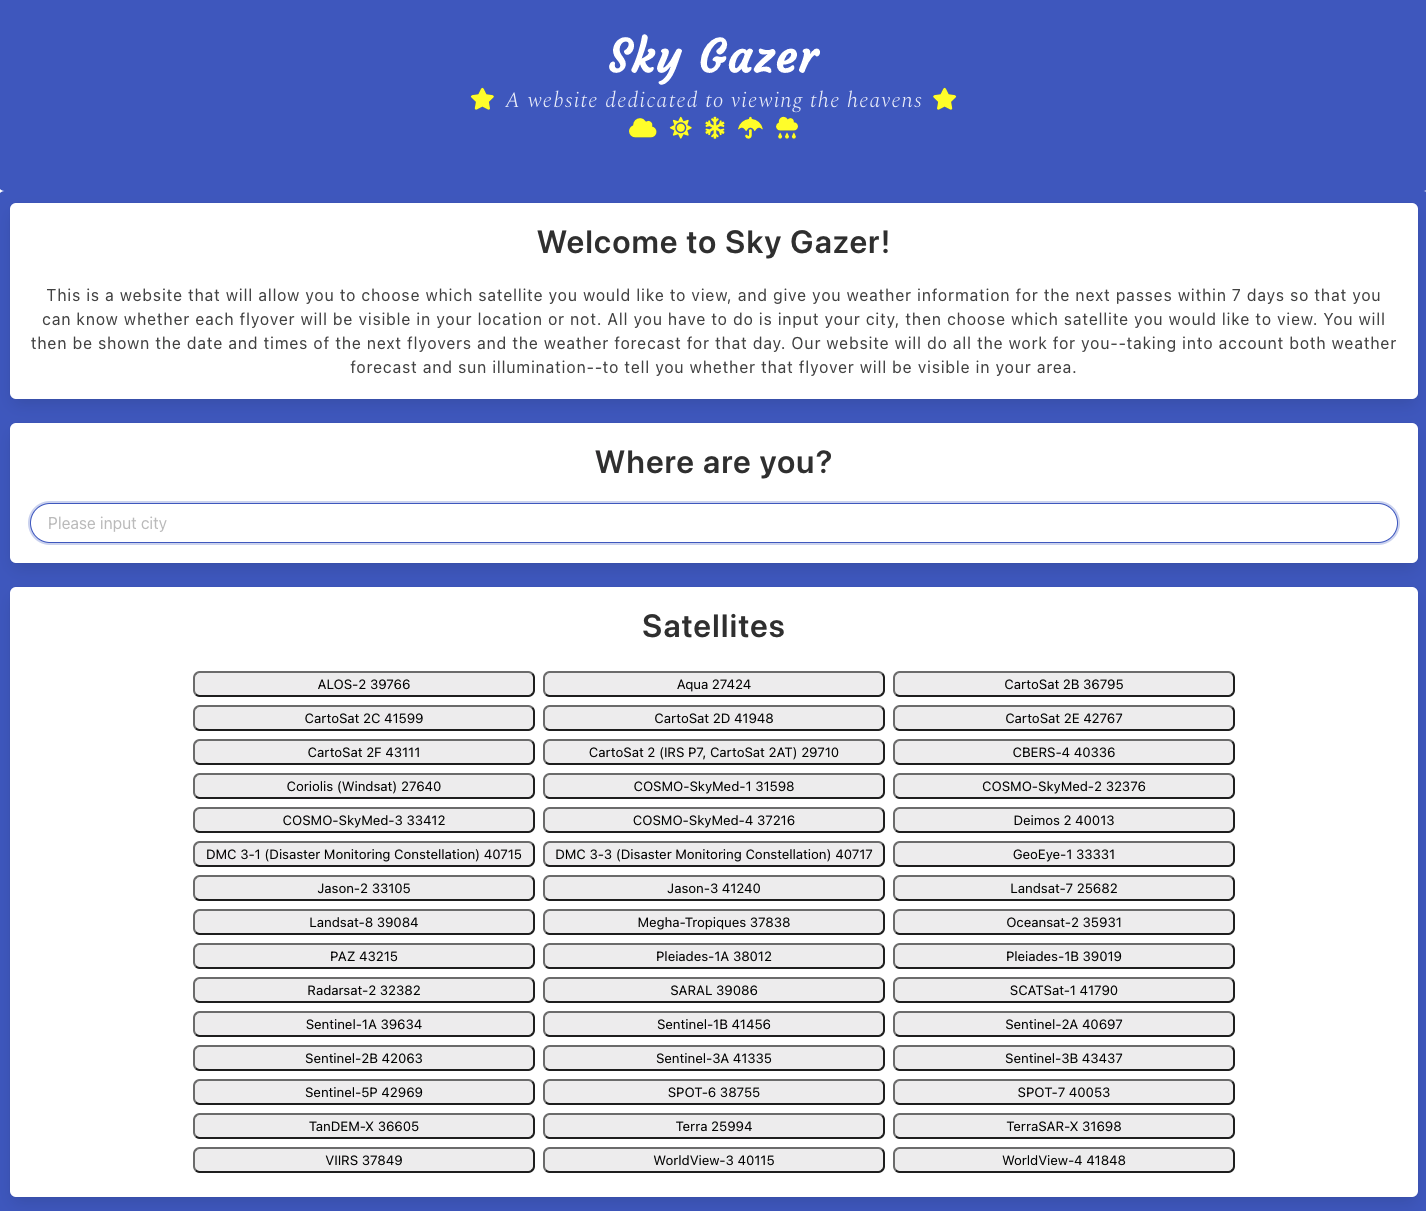 Sky Gazer
A website dedicated to viewing the heavens
Welcome to Sky Gazer!
This is a website that will allow you to choose which satellite you would like to view, and give you weather information for the next passes within 7 days so that you
can know whether each flyover will be visible in your location or not. All you have to do is input your city, then choose which satellite you would like to view. You will
then be shown the date and times of the next flyovers and the weather forecast for that day. Our website will do all the work for you--taking into account both weather
forecast and sun illumination--to tell you whether that flyover will be visible in your area.
Where are you?
Please input city
Satellites
ALOS-2 39766 Aqua 27424 CartoSat 2B 36795
CartoSat 2C 41599 CartoSat 2D 41948 CartoSat 2E 42767
CartoSat 2F 43111 CartoSat 2 (IRS P7, CartoSat 2AT) 29710 CBERS-4 40336
Coriolis (Windsat) 27640 COSMO-SkyMed-1 31598 COSMO-SkyMed-2 32376
COSMO-SkyMed-3 33412 COSMO-SkyMed-4 37216 Deimos 2 40013
DMC 3-1 (Disaster Monitoring Constellation) 40715 DMC 3-3 (Disaster Monitoring Constellation) 40717 GeoEye-1 33331
Jason-2 33105 Jason-3 41240 Landsat-7 25682
Landsat-8 39084 Megha-Tropiques 37838 Oceansat-2 35931
PAZ 43215 Pleiades-1A 38012 Pleiades-1B 39019
Radarsat-2 32382 SARAL 39086 SCATSat-1 41790
Sentinel-1A 39634 Sentinel-1B 41456 Sentinel-2A 40697
Sentinel-2B 42063 Sentinel-3A 41335 Sentinel-3B 43437
Sentinel-5P 42969 SPOT-6 38755 SPOT-7 40053
TanDEM-X 36605 Terra 25994 TerraSAR-X 31698
VIIRS 37849 WorldView-3 40115 WorldView-4 41848